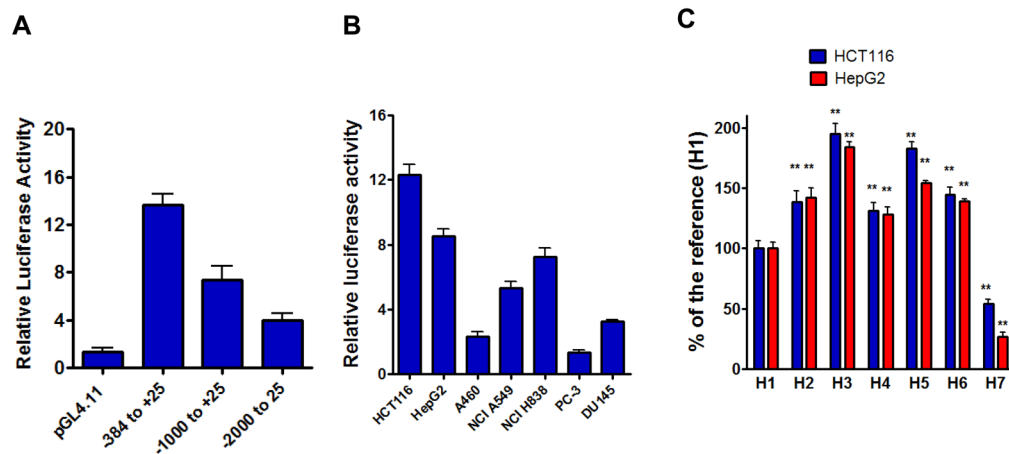 A
Relative Luciferase Activity
20
16
12
8
4
0
pGL4.11
-384 to +25
-1000 to +25
-2000 to 25
B
Relative luciferase activity
16
12
8
4
0
HCT116
HepG2
A460
NCI A549
NCI H838
PC-3
DU145
C
HCT116
HepG2
% of the reference (H1)
200
150
100
50
0
** ** ** ** ** ** ** ** ** ** ** **
H1 H2 H3 H4 H5 H6 H7